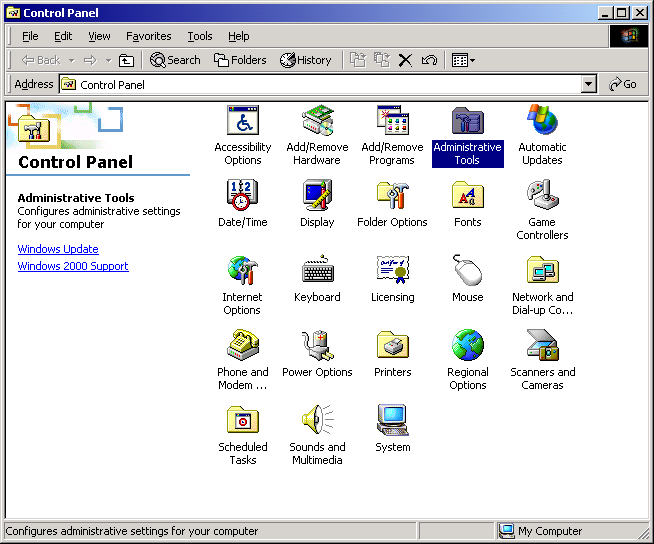 Control Panel
File Edit View Favorites Tools Help
Back Search Folders History
Address Control Panel Go
Control Panel
Administrative Tools
Configures administrative settings
for your computer
Windows Update
Windows 2000 Support
Accessibility
Options
Add/Remove
Hardware
Add/Remove
Programs
Administrative
Tools
Automatic
Updates
Date/Time
Display
Folder Options
Fonts
Game
Controllers
Internet
Options
Keyboard
Licensing
Mouse
Network and
Dial-up Co...
Phone and
Modem ...
Power Options
Printers
Regional
Options
Scanners and
Cameras
Scheduled
Tasks
Sounds and
Multimedia
System
Configures administrative settings for your computer
My Computer